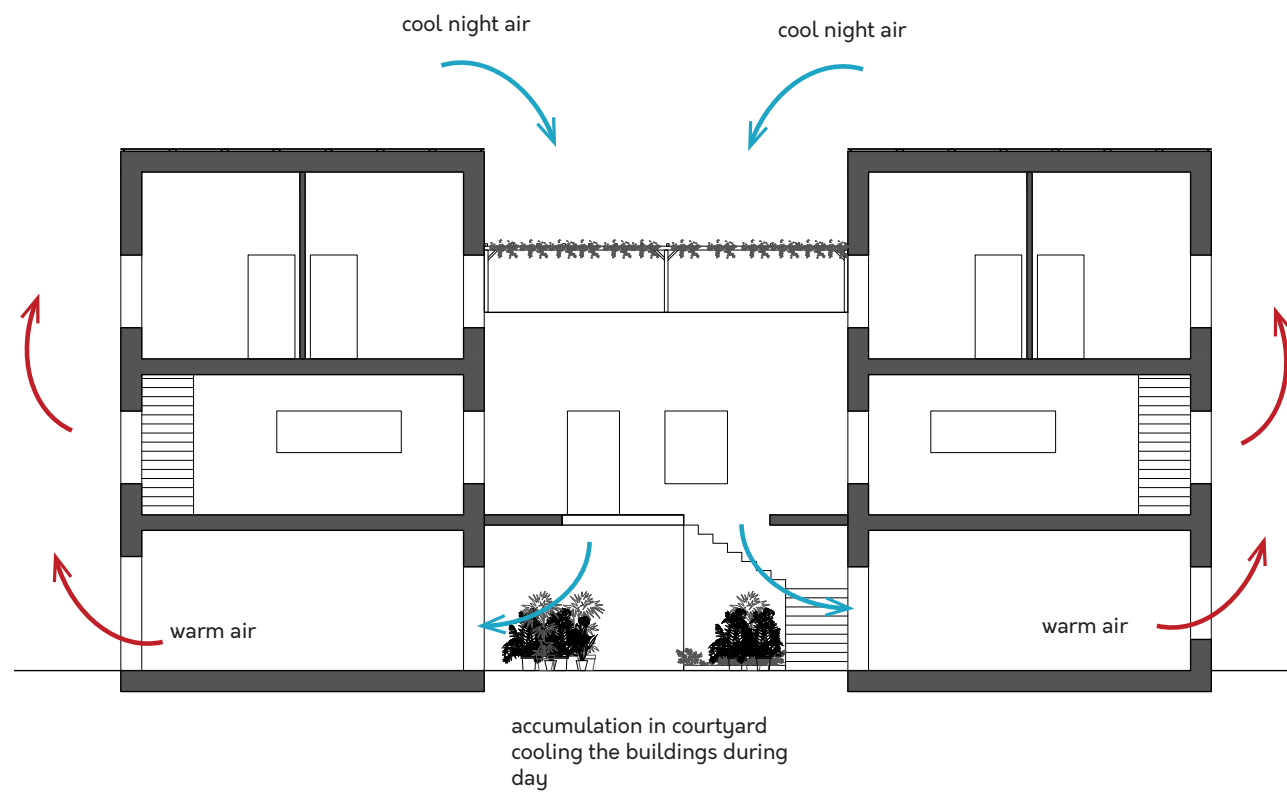 cool night air
cool night air
warm air
warm air
accumulation in courtyard
cooling the buildings during
day